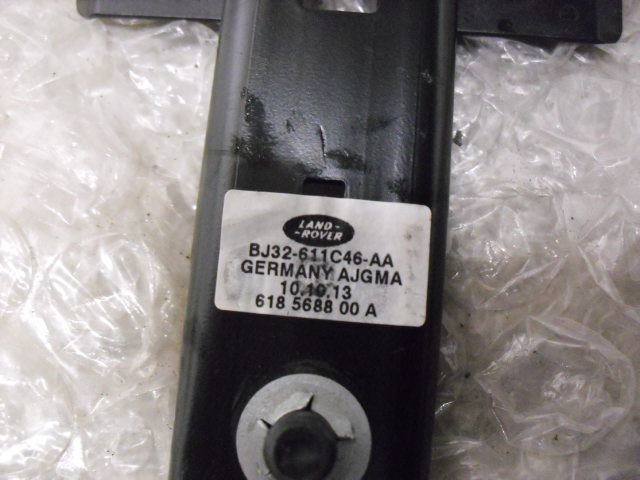 LAND-
-ROVER
BJ32-611C46-AA
GERMANY AJGMA
10.10.13
618 5688 00 A